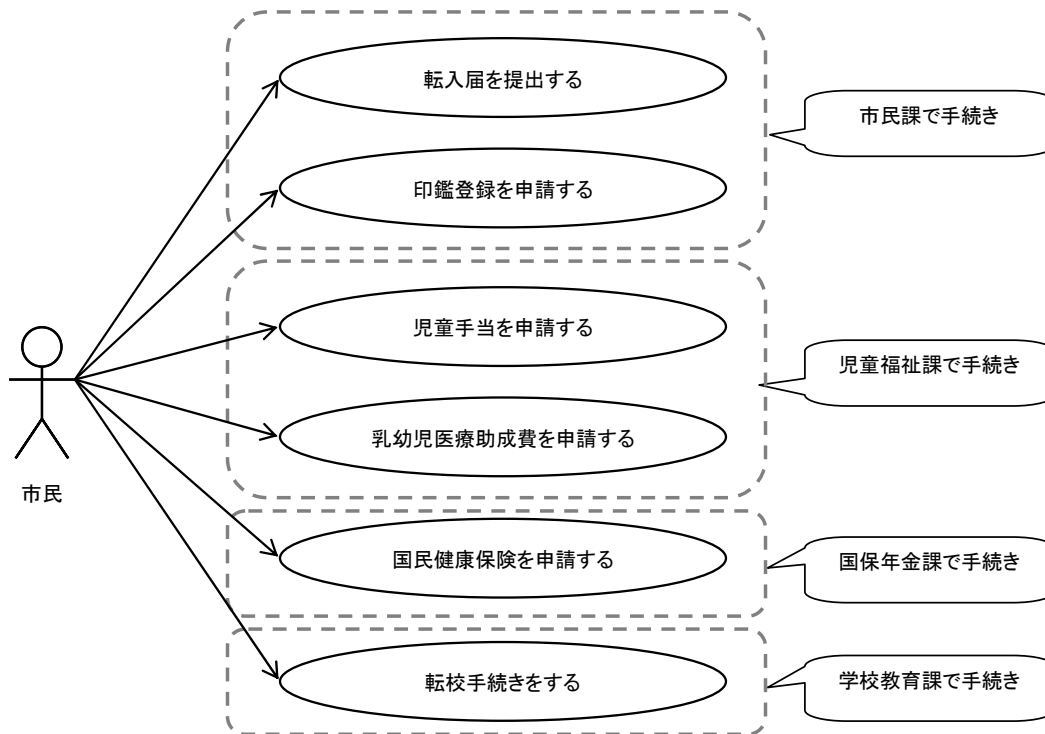 転入届を提出する
市民課で手続き
印鑑登録を申請する
児童手当を申請する
児童福祉課で手続き
乳幼児医療助成費を申請する
市民
国民健康保険を申請する
国保年金課で手続き
転校手続きをする
学校教育課で手続き